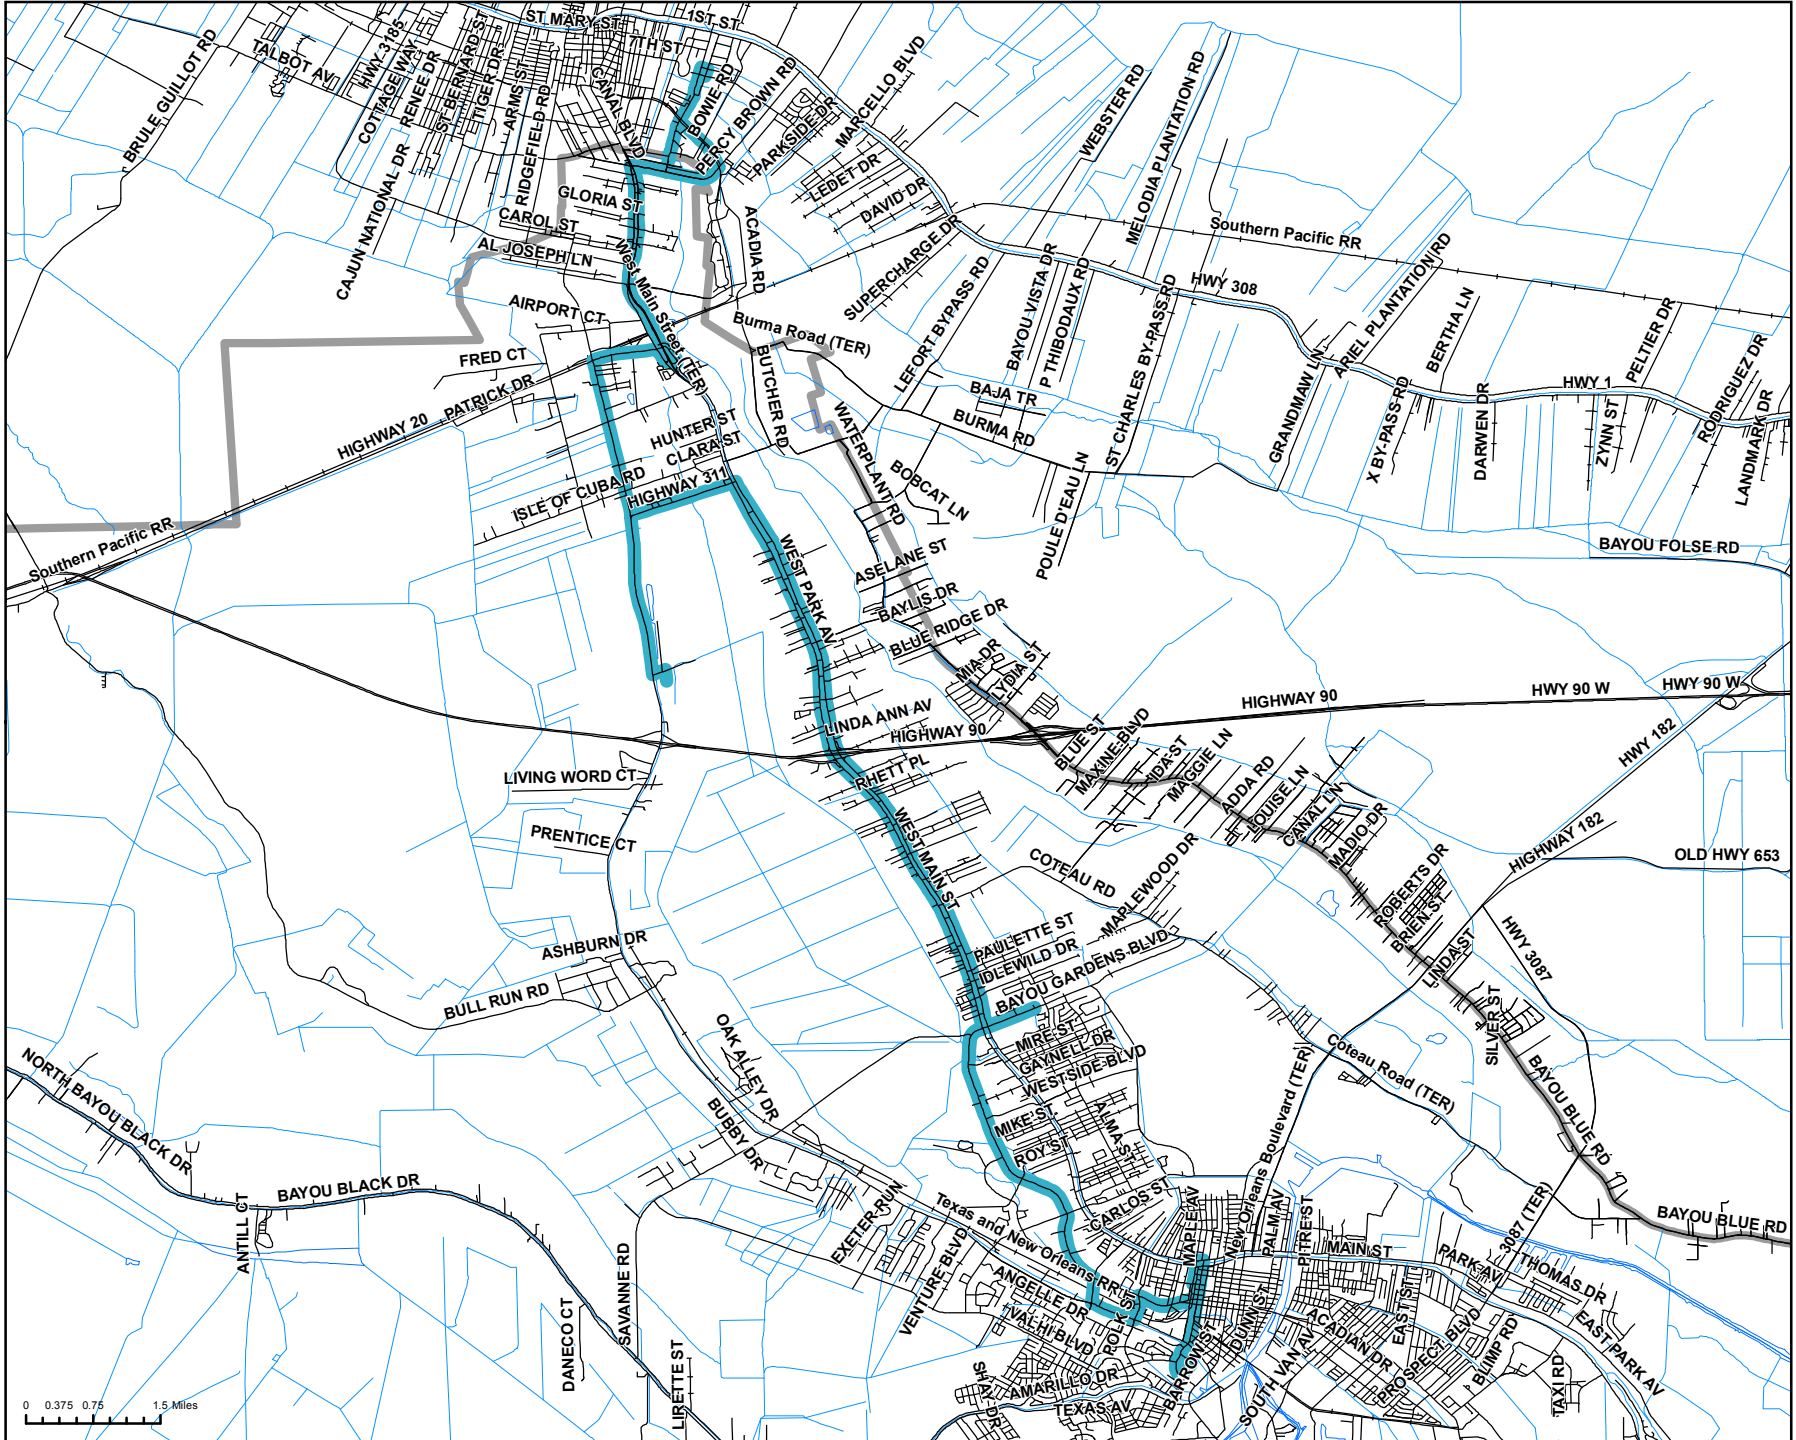 ST MARY ST
1ST ST
7TH ST
TALBOT AV
HWY 3185
COTTAGEWAY
RENEE DR
ST BERNARD ST
TIGER DR
ARMS ST
RIDGEFIELD RD
CANAL BLVD
BOWIE RD
PERCY BROWN RD
PARKSIDE DR
MARCELLO BLVD
BRULE GUILLOT RD
WEBSTER RD
MELODIA PLANTATION RD
CAJUN NATIONAL DR
GLORIA ST
CAROL ST
AL JOSEPH LN
LEDET DR
DAVID DR
ACADIA RD
SUPERCHARGE DR
Southern Pacific RR
HWY 308
West Main Street (TER)
AIRPORT CT
FRED CT
PATRICK DR
HIGHWAY 20
Burma Road (TER)
BUTCHER RD
LEFORT BYPASS RD
BAYOU VISTA DR
P THIBODAUX RD
ST CHARLES BY-PASS RD
ARIEL PLANTATION RD
GRANDMAW LN
BERTHA LN
PELTIER DR
RODRIGUEZ DR
LANDMARK DR
HWY 1
X BY-PASS RD
DARWEN DR
ZYNN ST
BAJA TR
BURMA RD
HUNTER ST
CLARA ST
HIGHWAY 311
ISLE OF CUBA RD
WATERPLANT RD
BOBCAT LN
POULE D'EAU LN
Southern Pacific RR
BAYOU FOLSE RD
WEST PARK AV
ASELANE ST
BAYLIS DR
BLUE RIDGE DR
MIA DR
LYDIA ST
LINDA ANN AV
HIGHWAY 90
HIGHWAY 90
HWY 90 W
HWY 90 W
HWY 182
BLUE ST
MAXINE BLVD
IDA ST
MAGGIE LN
ADDA RD
LOUISE LN
CANAL LN
MADIO DR
RHETT PL
LIVING WORD CT
PRENTICE CT
WEST MAIN ST
COTEAU RD
MAPLEWOOD DR
HIGHWAY 182
OLD HWY 653
ROBERTS DR
BRIEN ST
LINDA ST
HWY 3087
SILVER ST
PAULETTE ST
IDLEWILD DR
BAYOU GARDENS BLVD
ASHBURN DR
BULL RUN RD
MIRE ST
GAYNELL DR
WESTSIDE BLVD
Coteau Road (TER)
BAYOU BLUE RD
NORTH BAYOU BLACK DR
OAK ALLEY DR
BUBBY DR
MIKE ST
ALMA ST
ROY ST
New Orleans Boulevard (TER)
BAYOU BLACK DR
ANTILL CT
EXETER RUN
Texas and New Orleans RR
CARLOS ST
MAPLE AV
PALM AV
PITRE ST
MAIN ST
PARK AV
3087 (TER)
THOMAS DR
BAYOU BLUE RD
SAVANNE RD
DANECO CT
VENTURE BLVD
ANGELLE DR
VALHI BLVD
POLK ST
DUNN ST
ACADIAN DR
EAST ST
PROSPECT BLVD
BLIMP RD
EAST PARK AV
TAXI RD
LIRETTE ST
SHAY DR
AMARILLO DR
TEXAS AV
BARROW ST
SOUTH VAN AV
0 0.375 0.75 1.5 Miles